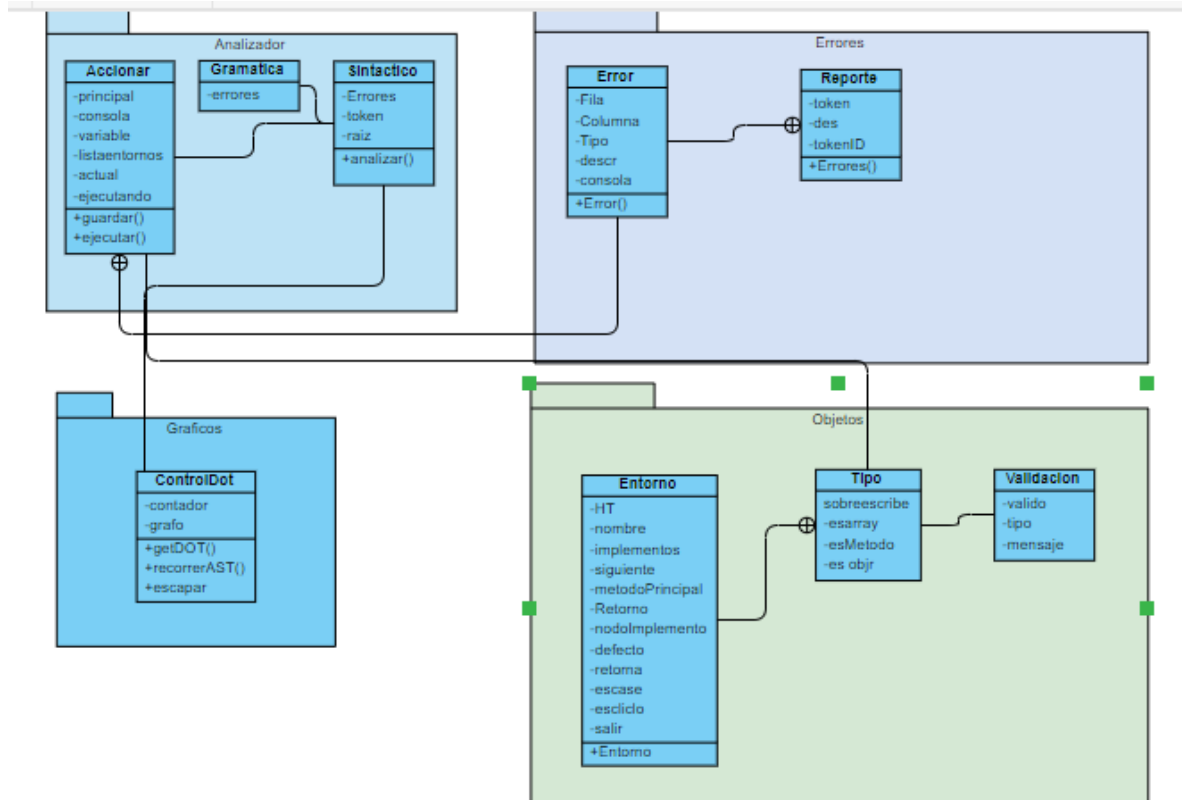 Analizador
Accionar
-principal
-consola
-variable
-listaentornos
-actual
-ejecutando
+guardar()
+ejecutar()
Gramatica
-errores
Sintactico
-Errores
-token
-raiz
+analizar()
Errores
Error
-Fila
-Columna
-Tipo
-descr
-consola
+Error()
Reporte
-token
-des
-tokenID
+Errores()
Graficos
ControlDot
-contador
-grafo
+getDOT()
+recorrerAST()
+escapar
Objetos
Entorno
-HT
-nombre
-implementos
-siguiente
-metodoPrincipal
-Retorno
-nodoImplemento
-defecto
-retorna
-escase
-esclclo
-salir
+Entorno
Tipo
sobreescribe
-esarray
-esMetodo
-es objr
Validacion
-valido
-tipo
-mensaje